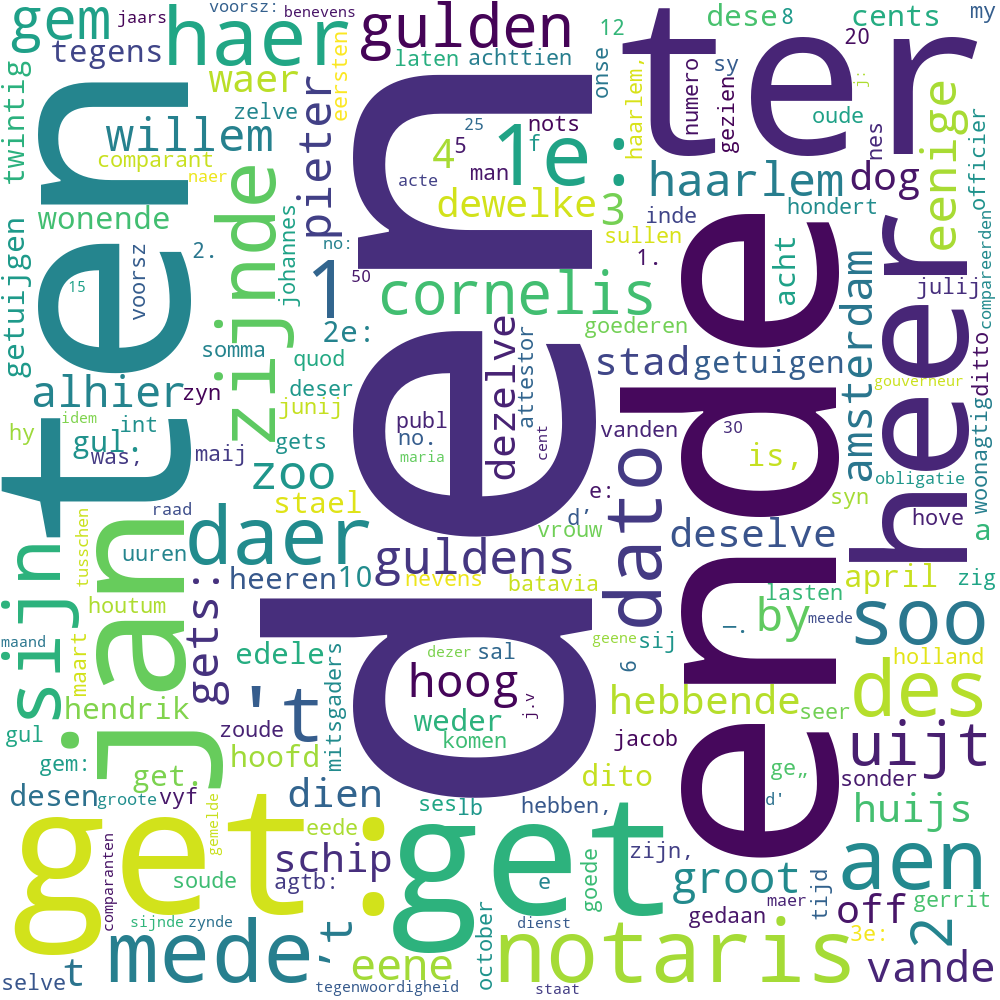 gem jaars voorsz: benevens
tegens haer gulden
laten achttien
12 dese 8 cents my
20
ter
twintig
ten
waer
zelve
eersten
willem
comparant
naer
pieter
25
nots
f
4 5
1e:
man
acte
onse
haarlem,
numero
sy
gezien
j:
oude
nes
eenige
officier
den
dewelke
3
haarlem
dog
wonende
zijnde
johannes
no:
inde
hondert
sullen
getuijgen
voorsz
2.
15
1
50
cornelis
1.
acht
amsterdam
heer
julij
compareerden
somma
2e:
goederen
ende
quod
dezelve
attestor
stad
getuigen
gouverneur
ditto
woonagtig
alhier
zyn
deser
junij
idem
hy
gul.
int
was,
maij
gets
publ
no.
maria
cent
vanden
30
is,
zoo
stael
e:
d’
vrouw
dato
obligatie
syn
raad
hove
a
tusschen
uuren
daer
deselve
sijn
jan
gets:
heeren
10
guldens
nevens
batavia
april
zig
houtum
lasten
by
meede
soo
maand
maart
edele
dezer
sal
geene
sij
—.
holland
hoog
j.v
6
hendrik
't
mitsgaders
hebbende
des
zoude
weder
seer
gul
komen
jacob
uijt
gem:
get.
hoofd
dito
ge„
sonder
desen
groote
vyf
dien
ses
lb
hebben,
d'
huijs
gemelde
get:
eede
get
schip
zijn,
comparanten
soude
agtb:
e
goede
groot
tijd
aen
maer
gerrit
sijnde
zynde
gedaan
off
dienst
3e:
mede
't
october
notaris
2
selve
t
eene
vande
tegenwoordigheid
staat